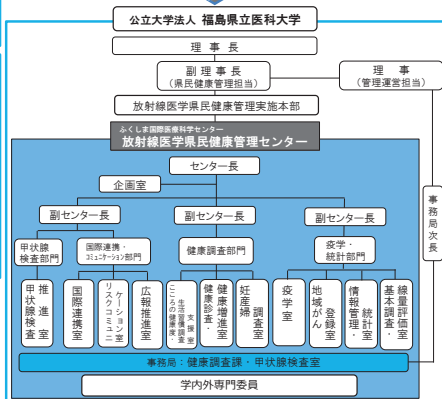 公立大学法人 福島県立医科大学
理事長
副理事長
（県民健康管理担当）
理事
（管理運営担当）
放射線医学県民健康管理実施本部
ふくしま国際医療科学センター
放射線医学県民健康管理センター
センター長
企画室
副センター長
副センター長
副センター長
甲状腺
検査部門
国際連携・
コミュニケーション部門
健康調査部門
疫学・
統計部門
事務局次長
甲状腺検査
推進室
国際連携室
リスクコミュニ
ケーション室
広報推進室
こころの健康度・
生活習慣調査
支援室
健康診査・
健康増進室
妊産婦
調査室
疫学室
地域がん
登録室
情報管理・
統計室
基本調査・
線量評価室
事務局：健康調査課・甲状腺検査室
学内外専門委員